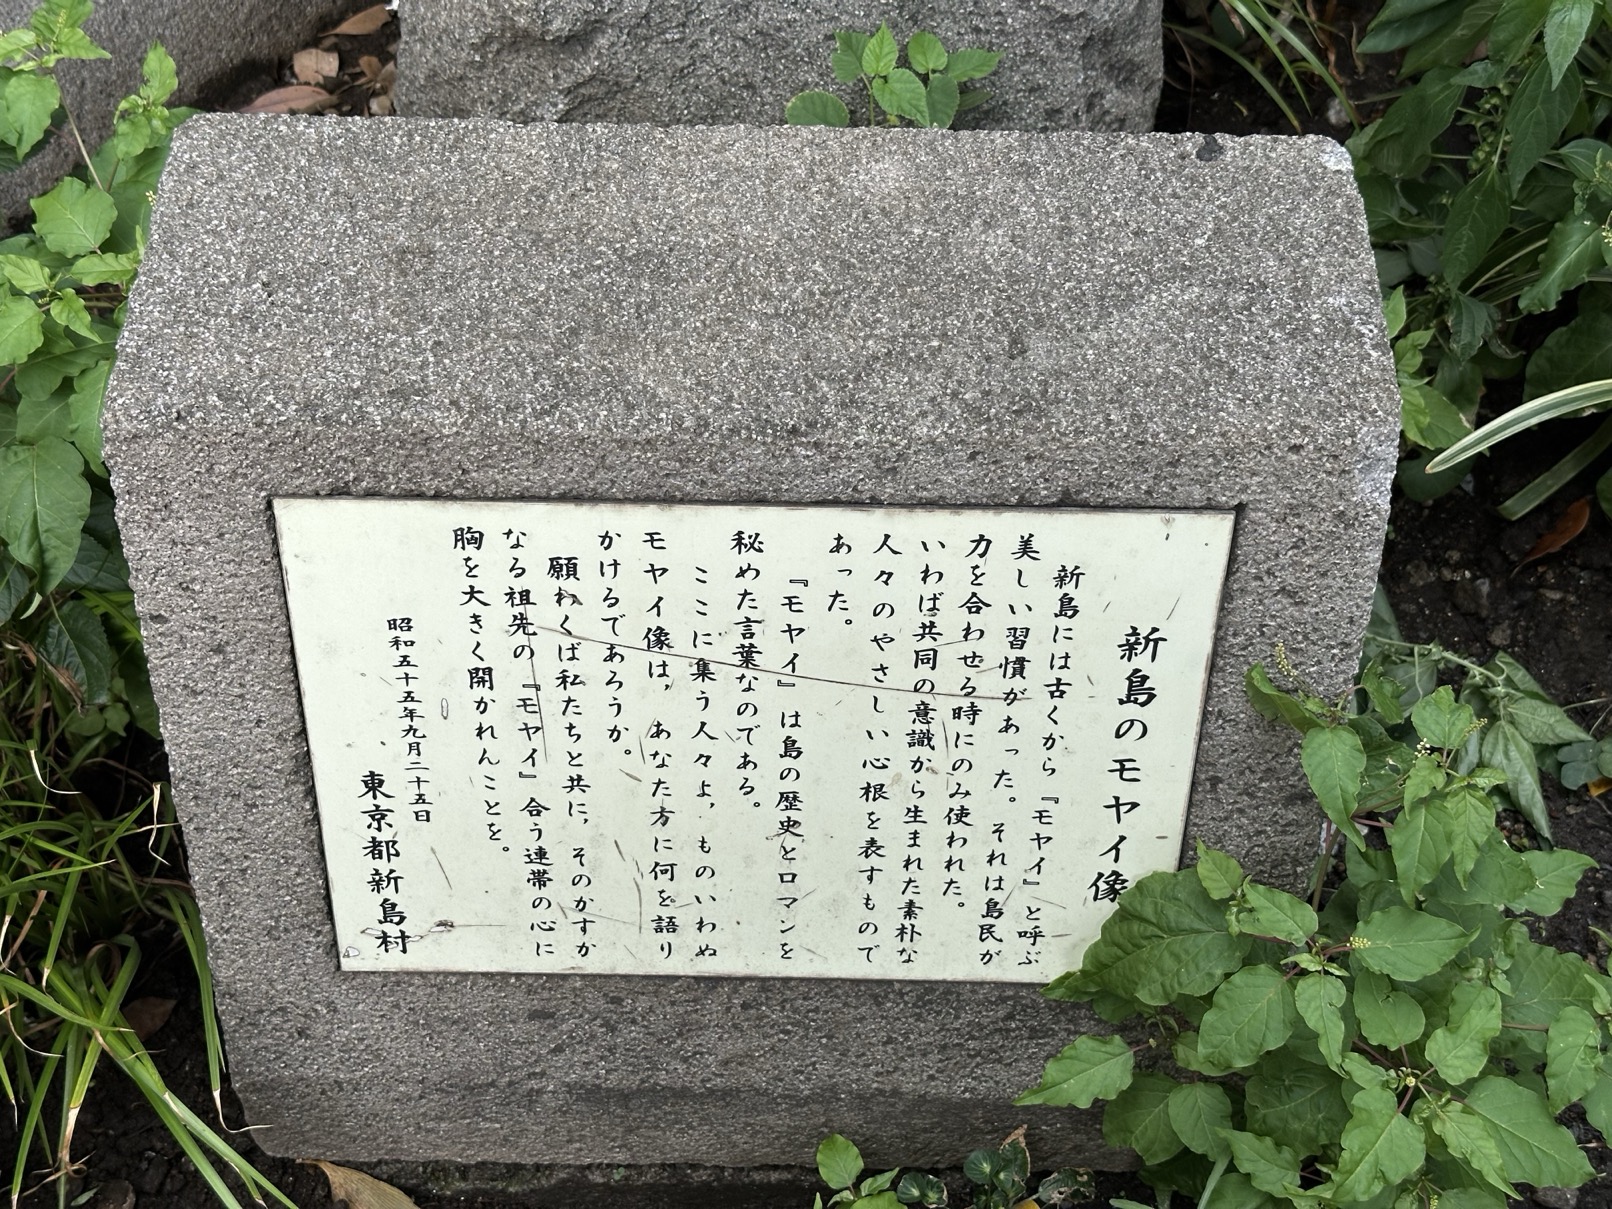 新島のモヤイ像
新島には古くから『モヤイ』と呼ぶ
美しい習慣があった。それは島民が
力を合わせる時にのみ使われた。
いわば共同の意識から生まれた素朴な
人々のやさしい心根を表すもので
あった。
『モヤイ』は島の歴史とロマンを
秘めた言葉なのである。
ここに集う人々よ、ものいわぬ
モヤイ像は、あなた方に何を語り
かけるであろうか。
願わくば私たちと共に、そのかすか
なる祖先の『モヤイ』合う連帯の心に
胸を大きく開かれんことを。
昭和五十五年九月二十五日
東京都新島村